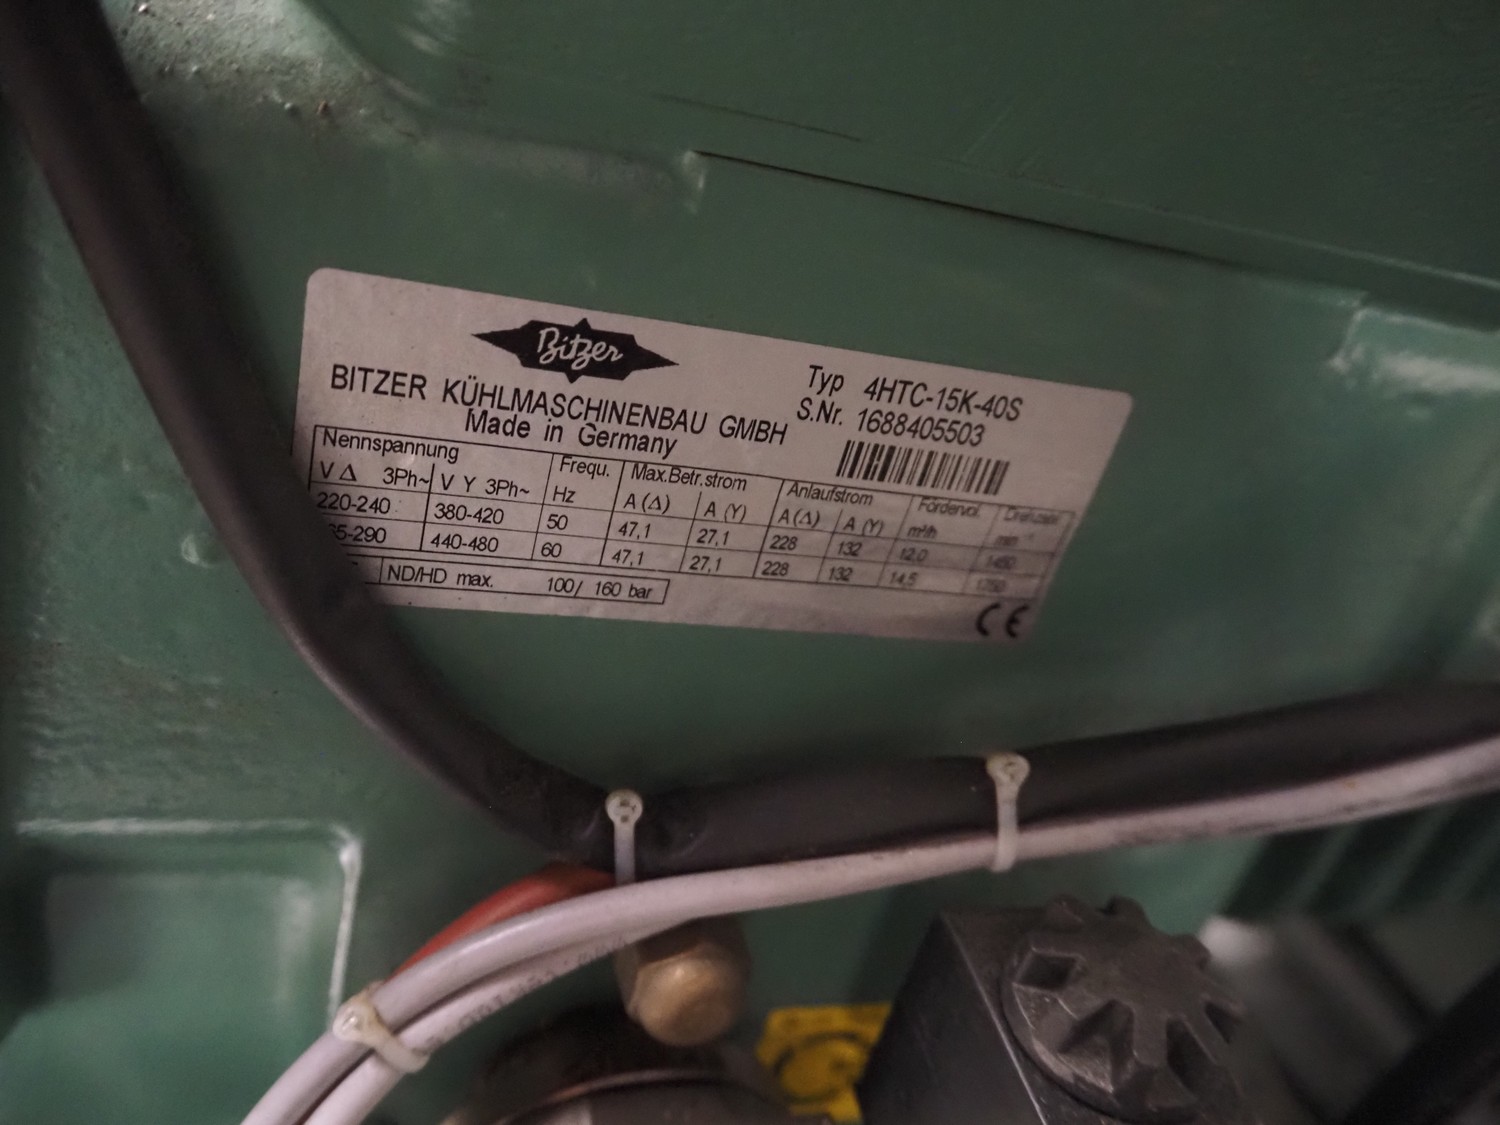 Bitzer
BITZER KÜHLMASCHINENBAU GMBH
Made in Germany
Typ 4HTC-15K-40S
S.Nr. 1688405503
Nennspannung Frequ. Max.Betr.strom Anlaufstrom Fördervol. Drehzahl
V Δ 3Ph~ V Y 3Ph~ Hz A (Δ) A (Y) A (Δ) A (Y) m³/h
220-240 380-420 50 47,1 27,1 228 132 12,0 1450
5-290 440-480 60 47,1 27,1 228 132 14,5 1750
ND/HD max. 100/ 160 bar
CE